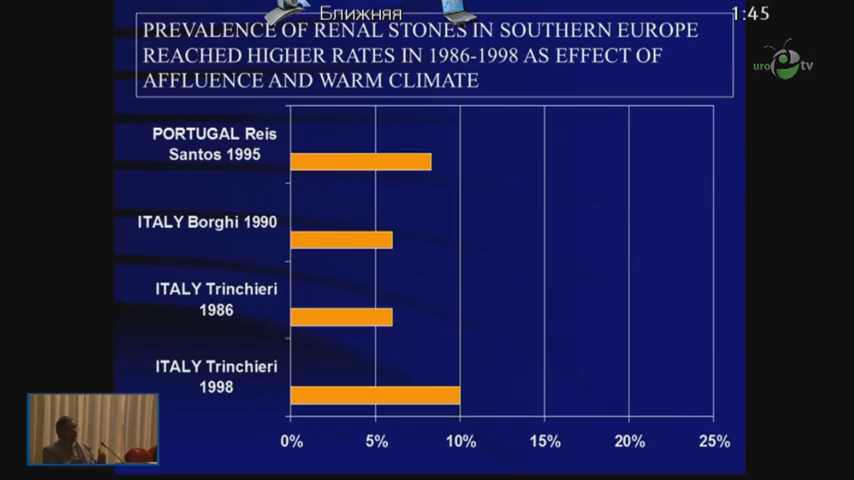 Ближняя
1:45
PREVALENCE OF RENAL STONES IN SOUTHERN EUROPE
REACHED HIGHER RATES IN 1986-1998 AS EFFECT OF
AFFLUENCE AND WARM CLIMATE
uro tv
PORTUGAL Reis
Santos 1995
ITALY Borghi 1990
ITALY Trinchieri
1986
ITALY Trinchieri
1998
0% 5% 10% 15% 20% 25%